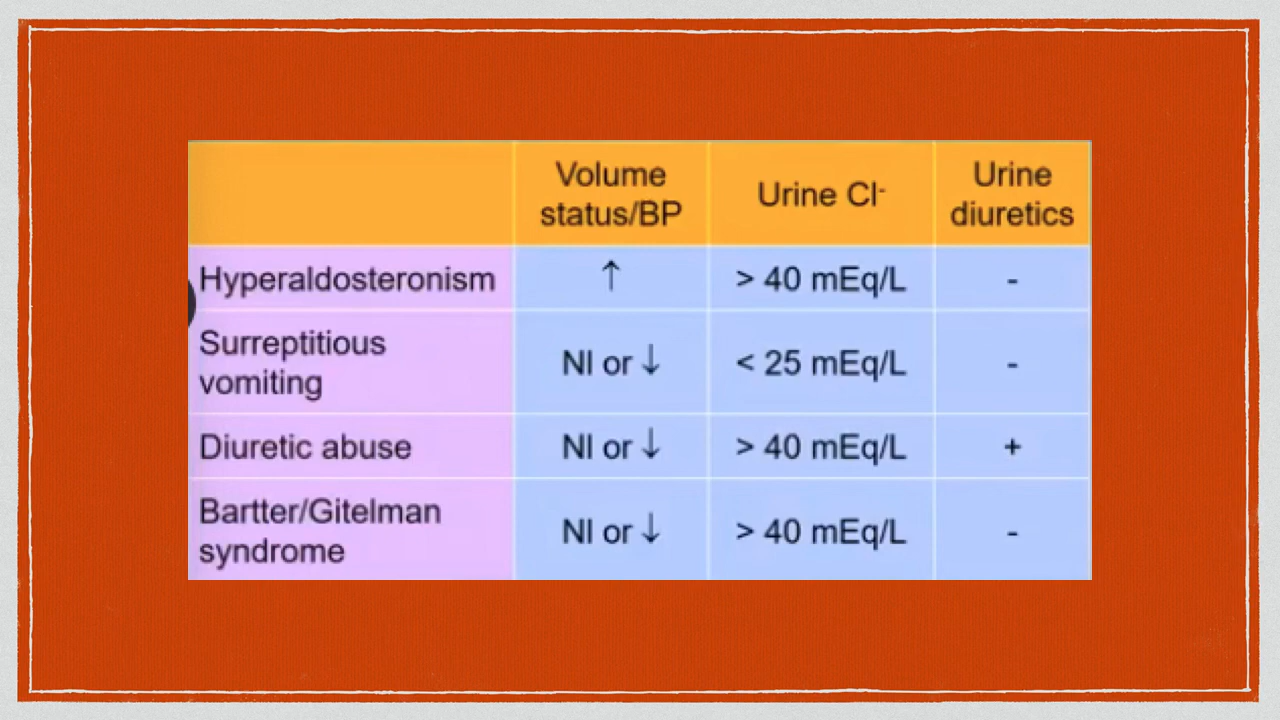 Volume
status/BP
Urine Cl-
Urine
diuretics
Hyperaldosteronism ↑ > 40 mEq/L -
Surreptitious
vomiting
Nl or ↓ < 25 mEq/L -
Diuretic abuse Nl or ↓ > 40 mEq/L +
Bartter/Gitelman
syndrome
Nl or ↓ > 40 mEq/L -